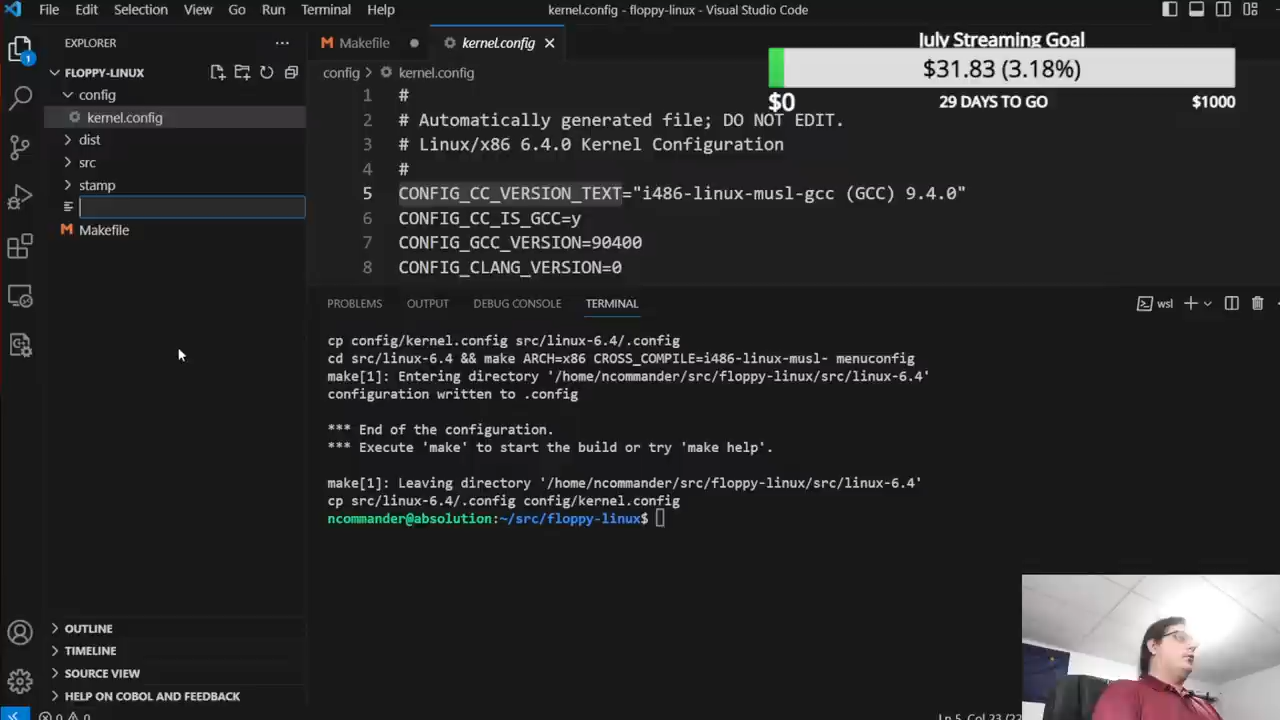 File Edit Selection View Go Run Terminal Help
kernel.config - floppy-linux - Visual Studio Code
EXPLORER
1
FLOPPY-LINUX
config
kernel.config
dist
src
stamp
Makefile
OUTLINE
TIMELINE
SOURCE VIEW
HELP ON COBOL AND FEEDBACK
Makefile
kernel.config
config > kernel.config
July Streaming Goal
$31.83 (3.18%)
$0 29 DAYS TO GO $1000
1 #
2 # Automatically generated file; DO NOT EDIT.
3 # Linux/x86 6.4.0 Kernel Configuration
4 #
5 CONFIG_CC_VERSION_TEXT="i486-linux-musl-gcc (GCC) 9.4.0"
6 CONFIG_CC_IS_GCC=y
7 CONFIG_GCC_VERSION=90400
8 CONFIG_CLANG_VERSION=0
PROBLEMS OUTPUT DEBUG CONSOLE TERMINAL
wsl
cp config/kernel.config src/linux-6.4/.config
cd src/linux-6.4 && make ARCH=x86 CROSS_COMPILE=i486-linux-musl- menuconfig
make[1]: Entering directory '/home/ncommander/src/floppy-linux/src/linux-6.4'
configuration written to .config
*** End of the configuration.
*** Execute 'make' to start the build or try 'make help'.
make[1]: Leaving directory '/home/ncommander/src/floppy-linux/src/linux-6.4'
cp src/linux-6.4/.config config/kernel.config
ncommander@absolution:~/src/floppy-linux$
0 0